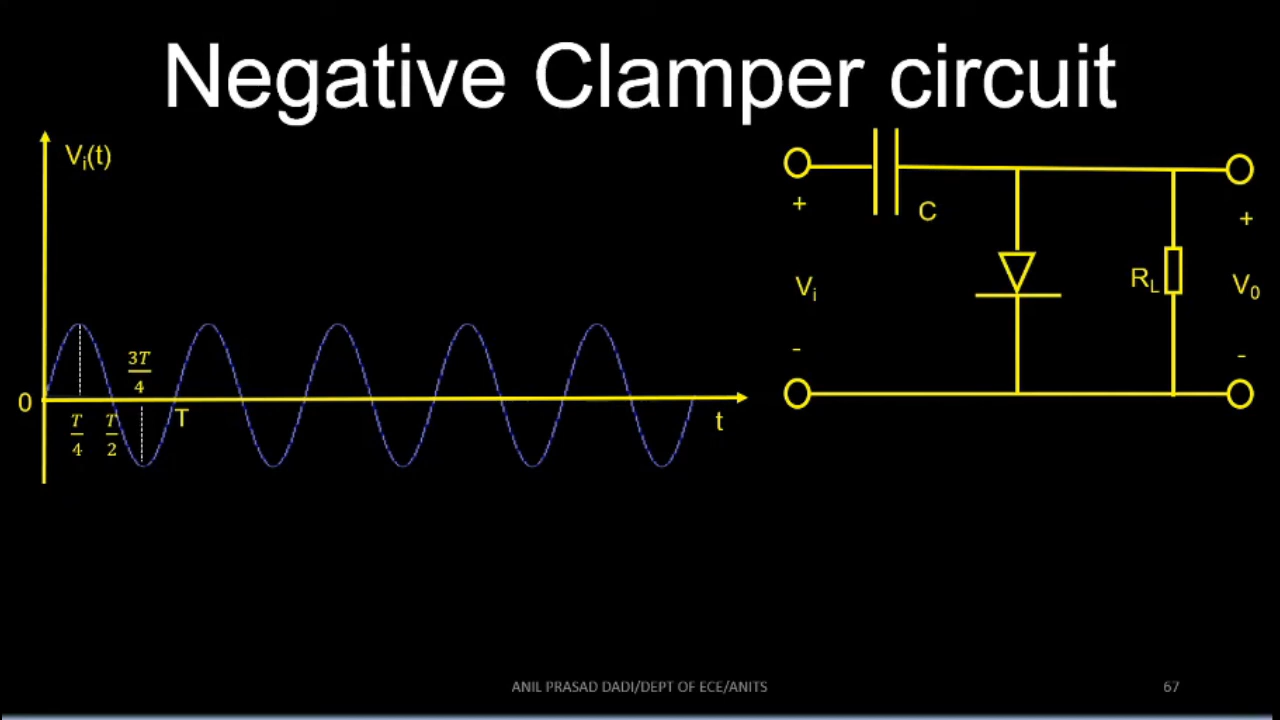 Negative Clamper circuit
Vᵢ(t)
0
3T
4
T
4
T
2
T
t
+
C
+
Vᵢ
R_L
V₀
-
-
ANIL PRASAD DADI/DEPT OF ECE/ANITS
67